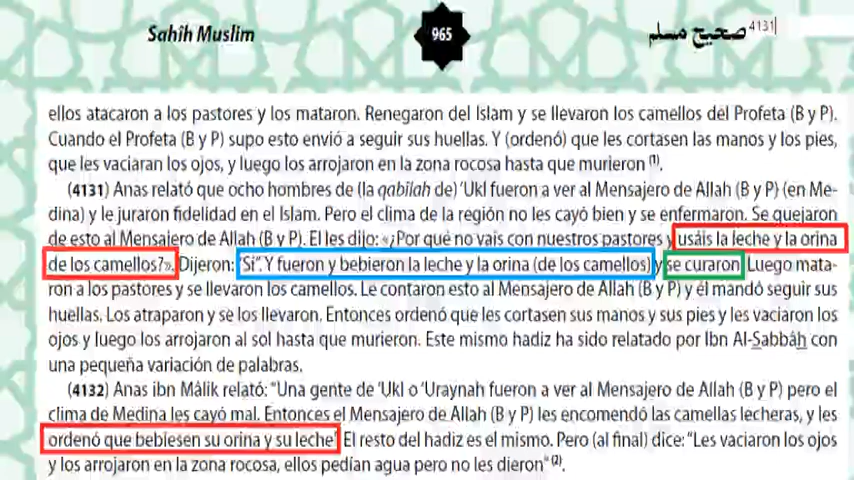 Sahîh Muslim
965
صحيح مسلم 4131
ellos atacaron a los pastores y los mataron. Renegaron del Islam y se llevaron los camellos del Profeta (B y P).
Cuando el Profeta (B y P) supo esto envió a seguir sus huellas. Y (ordenó) que les cortasen las manos y los pies,
que les vaciaran los ojos, y luego los arrojaron en la zona rocosa hasta que murieron (1).
(4131) Anas relató que ocho hombres de (la qabîlah de) 'Ukl fueron a ver al Mensajero de Allah (B y P) (en Me-
dina) y le juraron fidelidad en el Islam. Pero el clima de la región no les cayó bien y se enfermaron. Se quejaron
de esto al Mensajero de Allah (B y P). El les dijo: «¿Por qué no vais con nuestros pastores y usáis la leche y la orina
de los camellos?». Dijeron: "Sí". Y fueron y bebieron la leche y la orina (de los camellos) y se curaron. Luego mata-
ron a los pastores y se llevaron los camellos. Le contaron esto al Mensajero de Allah (B y P) y él mandó seguir sus
huellas. Los atraparon y se los llevaron. Entonces ordenó que les cortasen sus manos y sus pies y les vaciaron los
ojos y luego los arrojaron al sol hasta que murieron. Este mismo hadiz ha sido relatado por Ibn Al-Sabbâh con
una pequeña variación de palabras.
(4132) Anas ibn Mâlik relató: "Una gente de 'Ukl o 'Uraynah fueron a ver al Mensajero de Allah (B y P) pero el
clima de Medina les cayó mal. Entonces el Mensajero de Allah (B y P) les encomendó las camellas lecheras, y les
ordenó que bebiesen su orina y su leche" El resto del hadiz es el mismo. Pero (al final) dice: "Les vaciaron los ojos
y los arrojaron en la zona rocosa, ellos pedían agua pero no les dieron" (2).